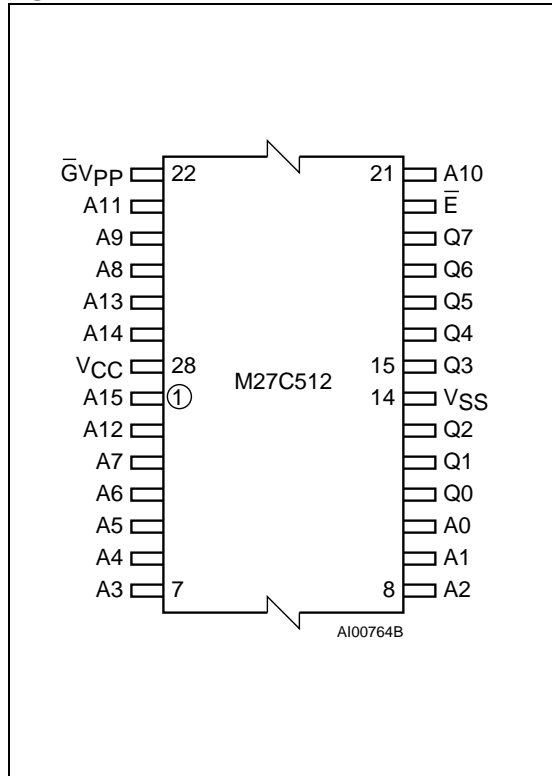 G̅VPP 22 21 A10
A11 E̅
A9 Q7
A8 Q6
A13 Q5
A14 Q4
VCC 28 15 Q3
M27C512
A15 1 14 VSS
A12 Q2
A7 Q1
A6 Q0
A5 A0
A4 A1
A3 7 8 A2
AI00764B